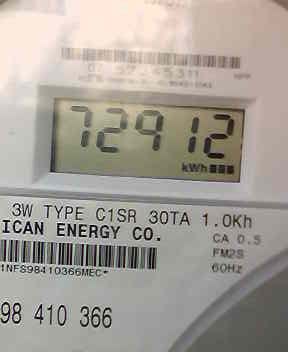 72912
kWh
3W TYPE C1SR 30TA 1.0Kh
ICAN ENERGY CO.
CA 0.5
FM2S
60Hz
1NFS98410366MEC*
98 410 366